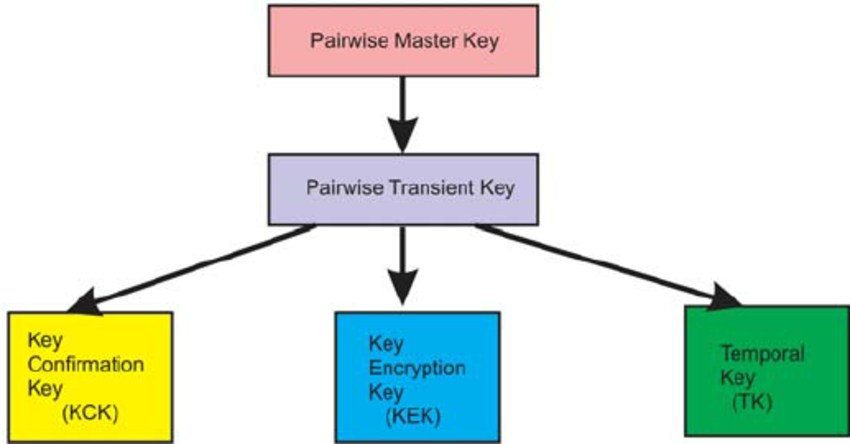 Pairwise Master Key
Pairwise Transient Key
Key
Confirmation
Key
(KCK)
Key
Encryption
Key
(KEK)
Temporal
Key
(TK)